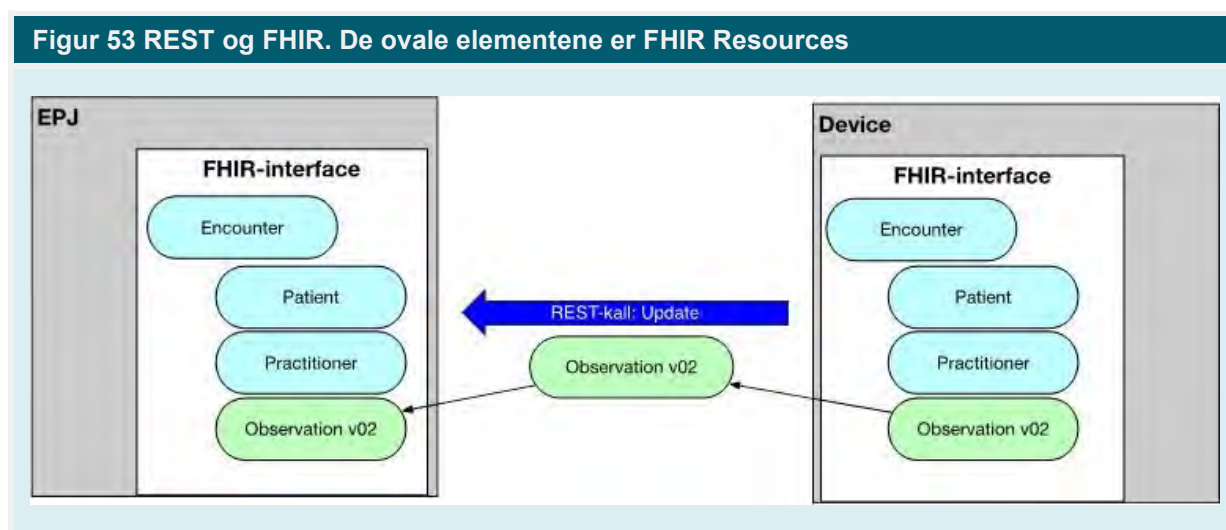 Figur 53 REST og FHIR. De ovale elementene er FHIR Resources
EPJ
FHIR-interface
Encounter
Patient
Practitioner
Observation v02
REST-kall: Update
Observation v02
Device
FHIR-interface
Encounter
Patient
Practitioner
Observation v02